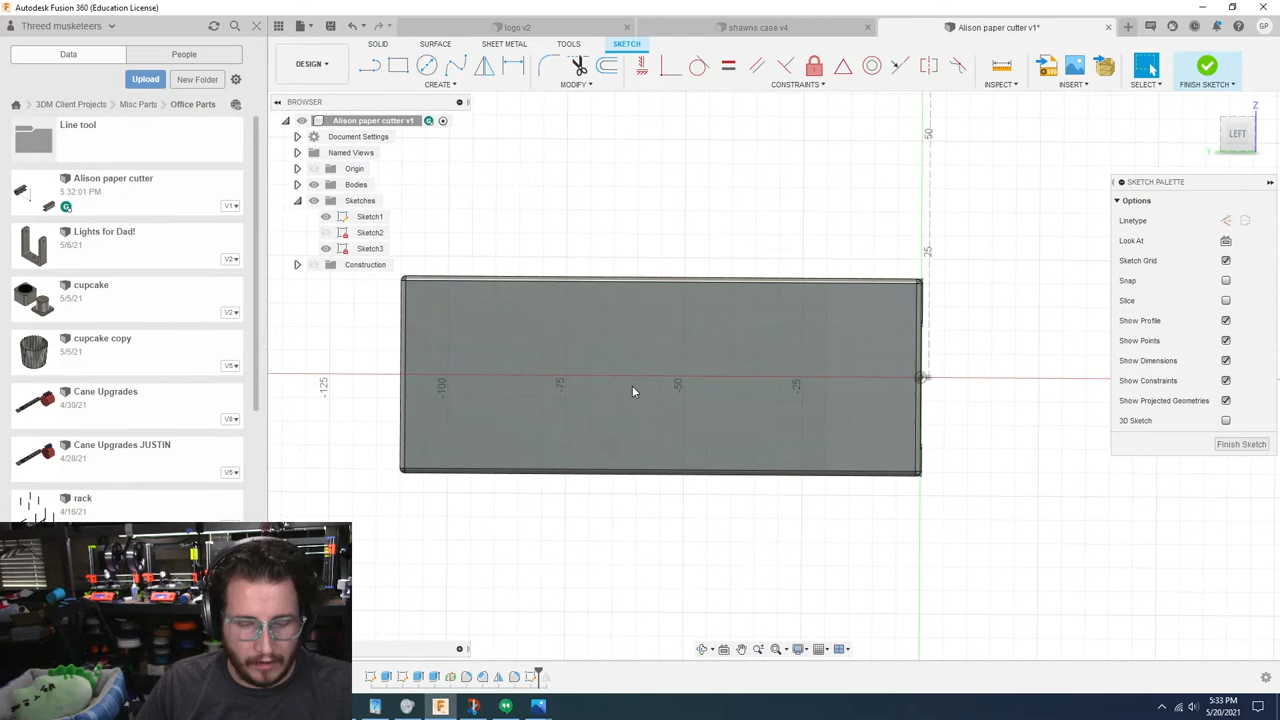 Autodesk Fusion 360 (Education License)
Threed musketeers
logo v2
shawns case v4
Alison paper cutter v1*
GP
Data
People
SOLID
SURFACE
SHEET METAL
TOOLS
SKETCH
DESIGN
Upload
New Folder
CREATE
MODIFY
CONSTRAINTS
INSPECT
INSERT
SELECT
FINISH SKETCH
3DM Client Projects
Misc Parts
Office Parts
BROWSER
Alison paper cutter v1
Document Settings
Named Views
Origin
Bodies
Sketches
Sketch1
Sketch2
Sketch3
Construction
Line tool
Alison paper cutter
5:32:01 PM
G
V1
Lights for Dad!
5/6/21
V2
cupcake
5/5/21
V2
cupcake copy
5/5/21
V5
Cane Upgrades
4/30/21
V8
Cane Upgrades JUSTIN
4/28/21
V5
rack
4/16/21
50
25
-125
-100
-75
-50
-25
Z
LEFT
Y
SKETCH PALETTE
Options
Linetype
Look At
Sketch Grid
Snap
Slice
Show Profile
Show Points
Show Dimensions
Show Constraints
Show Projected Geometries
3D Sketch
Finish Sketch
5:33 PM
5/20/2021